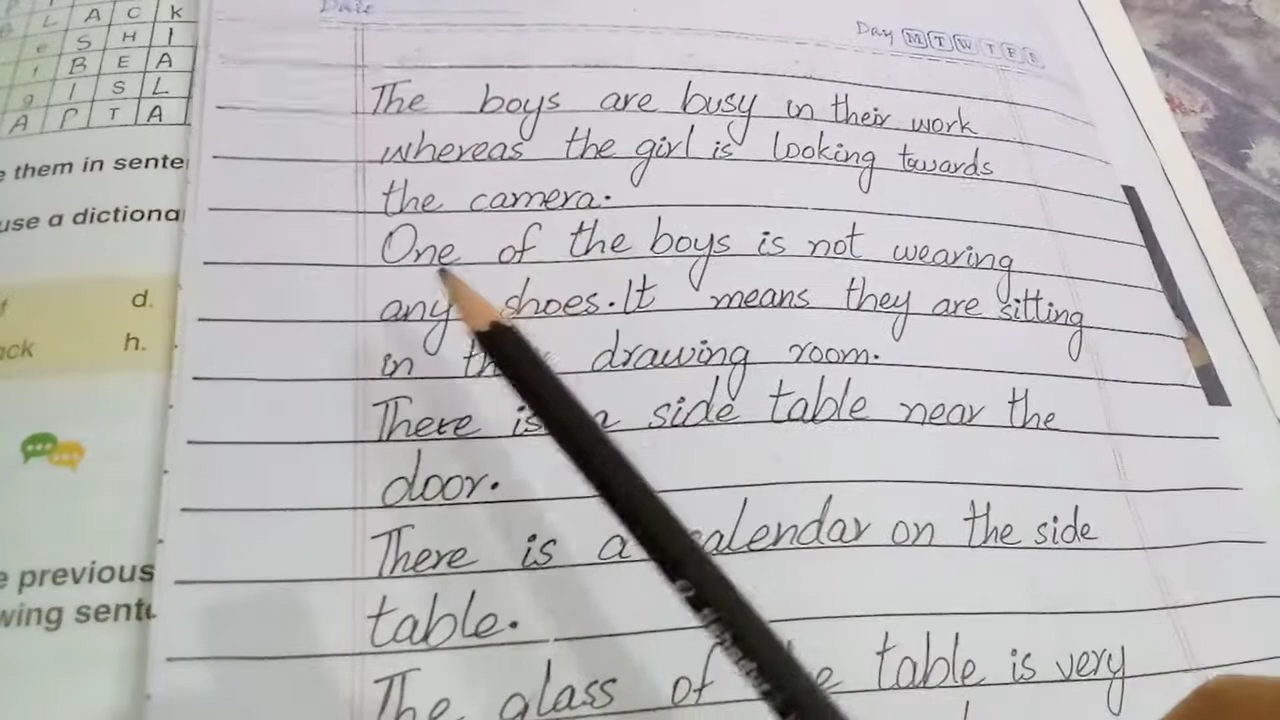 L A C K
e S H I
B E A
g I S L
A P T A
them in sente
use a dictiona
d.
ack h.
previous
wing sent
Date
Day M T W T F S
The boys are busy in their work
whereas the girl is looking towards
the camera.
One of the boys is not wearing
any shoes. It means they are sitting
in drawing room.
There is a side table near the
door.
There is a calendar on the side
table.
The glass of table is very